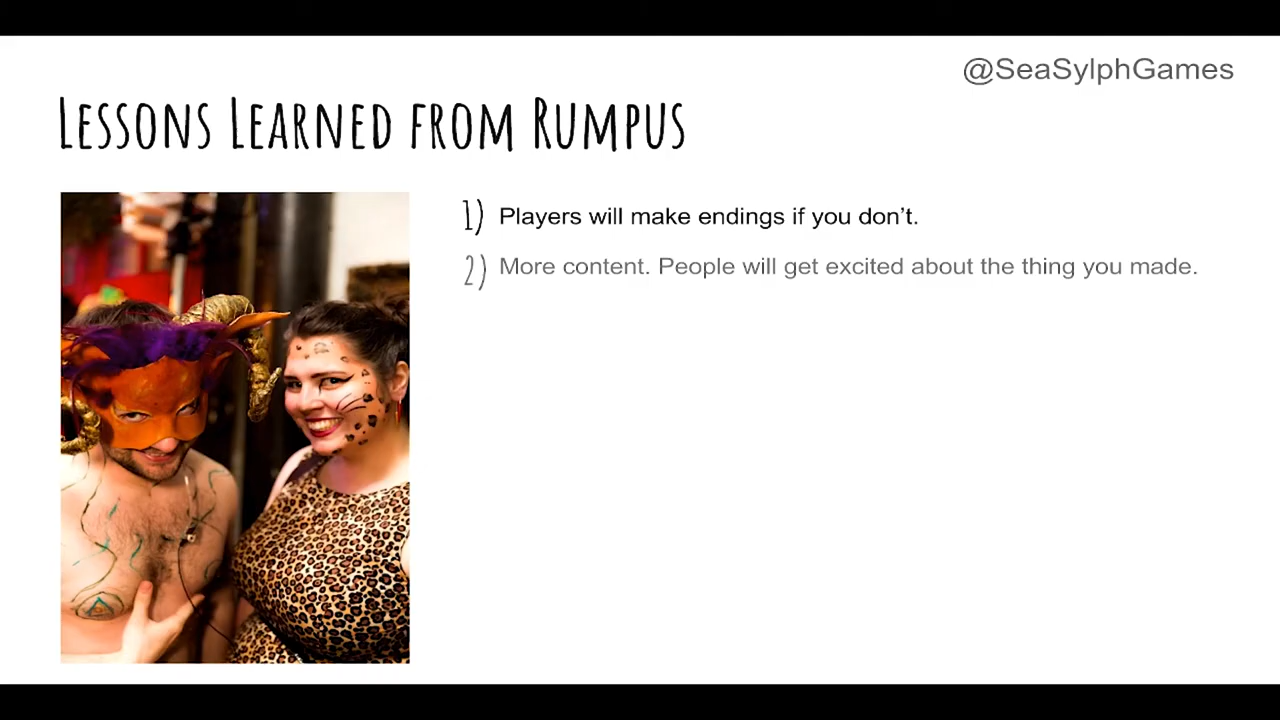 @SeaSylphGames
Lessons Learned from Rumpus
1) Players will make endings if you don’t.
2) More content. People will get excited about the thing you made.